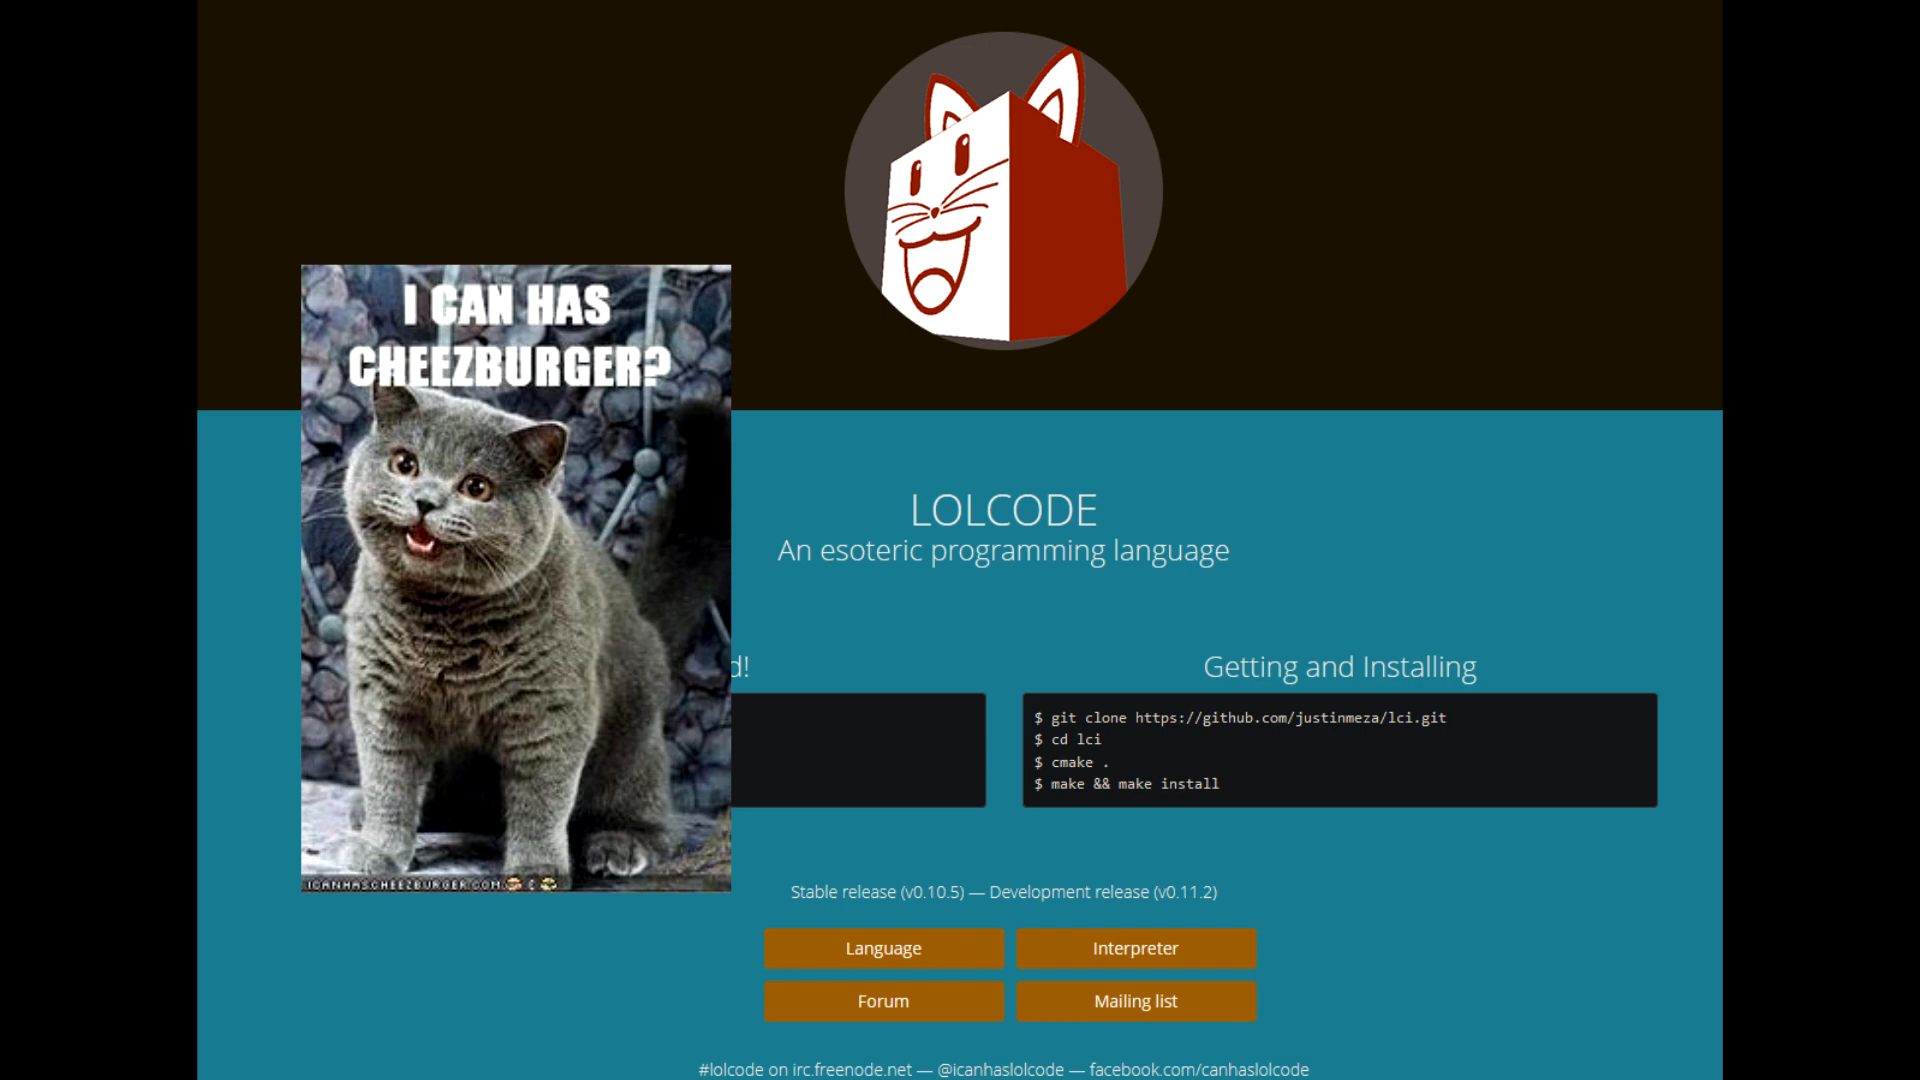 I CAN HAS
CHEEZBURGER?
ICANHASCHEEZBURGER.COM
LOLCODE
An esoteric programming language
d!
Getting and Installing
$ git clone https://github.com/justinmeza/lci.git
$ cd lci
$ cmake .
$ make && make install
Stable release (v0.10.5) — Development release (v0.11.2)
Language
Interpreter
Forum
Mailing list
#lolcode on irc.freenode.net — @icanhaslolcode — facebook.com/canhaslolcode